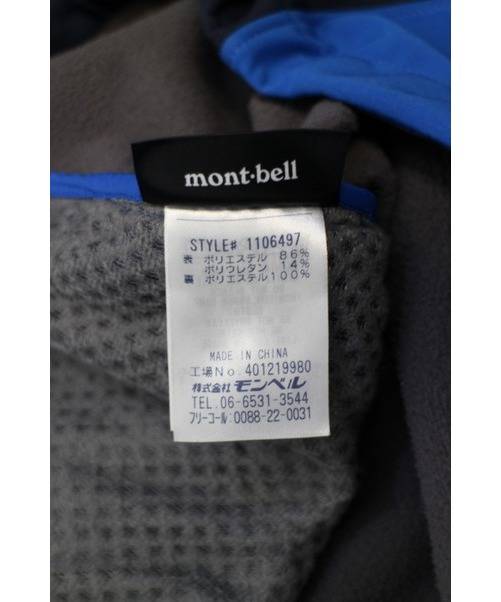 mont-bell
STYLE# 1106497
表 ポリエステル 86%
ポリウレタン 14%
裏 ポリエステル100%
MADE IN CHINA
工場No.401219980
株式会社モンベル
TEL.06-6531-3544
フリーコール:0088-22-0031